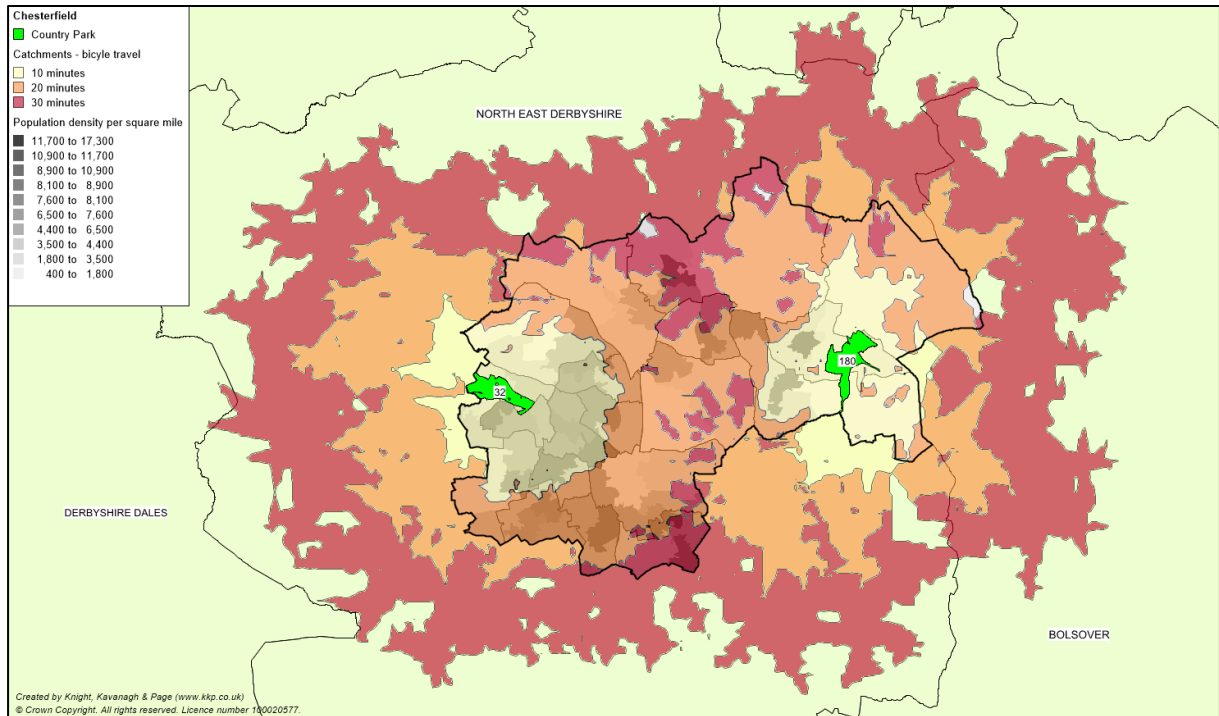 Chesterfield
Country Park
Catchments - bicycle travel
10 minutes
20 minutes
30 minutes
Population density per square mile
11,700 to 17,300
10,900 to 11,700
8,900 to 10,900
8,100 to 8,900
7,600 to 8,100
6,500 to 7,600
4,400 to 6,500
3,500 to 4,400
1,800 to 3,500
400 to 1,800
NORTH EAST DERBYSHIRE
180
32
DERBYSHIRE DALES
BOLSOVER
Created by Knight, Kavanagh & Page (www.kkp.co.uk)
© Crown Copyright. All rights reserved. Licence number 100020577.